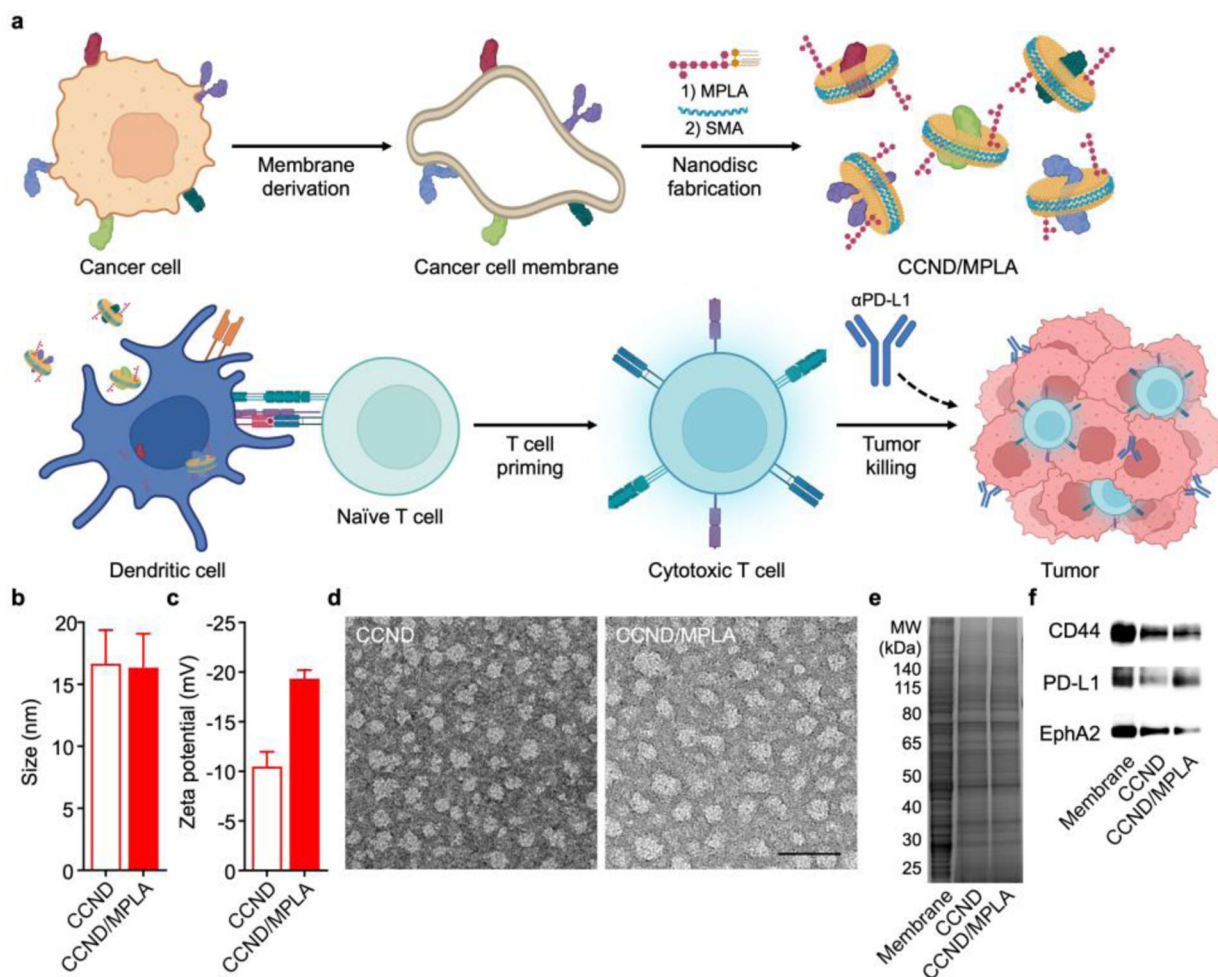 a
1) MPLA
2) SMA
Membrane
derivation
Nanodisc
fabrication
Cancer cell
Cancer cell membrane
CCND/MPLA
αPD-L1
T cell
priming
Tumor
killing
Naïve T cell
Dendritic cell
Cytotoxic T cell
Tumor
b
Size (nm)
20
15
10
5
0
CCND
CCND/MPLA
c
Zeta potential (mV)
-25
-20
-15
-10
-5
0
CCND
CCND/MPLA
d
CCND
CCND/MPLA
e
MW
(kDa)
140
115
80
65
50
40
30
25
Membrane
CCND
CCND/MPLA
f
CD44
PD-L1
EphA2
Membrane
CCND
CCND/MPLA